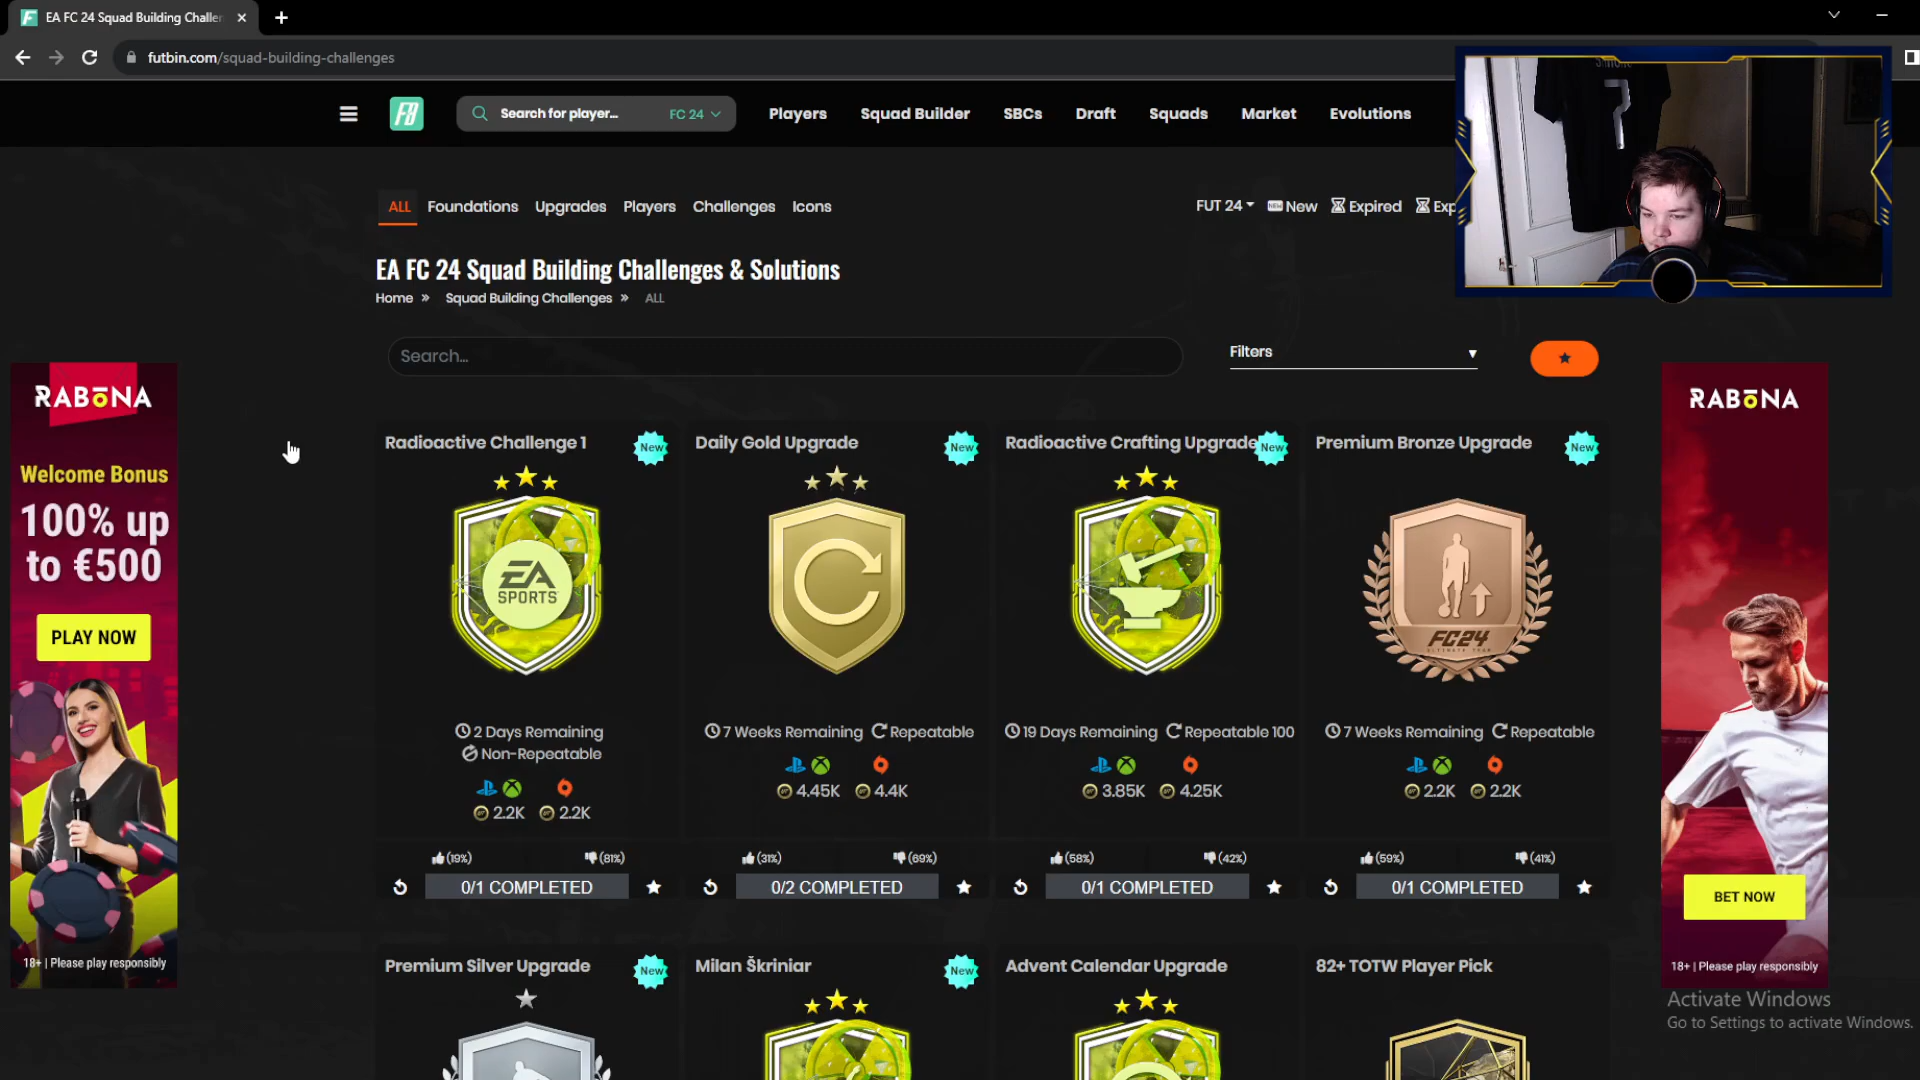 EA FC 24 Squad Building Challen
futbin.com/squad-building-challenges
Search for player...
FC 24
Players
Squad Builder
SBCs
Draft
Squads
Market
Evolutions
ALL
Foundations
Upgrades
Players
Challenges
Icons
FUT 24
New
Expired
Exp
EA FC 24 Squad Building Challenges & Solutions
Home » Squad Building Challenges » ALL
Search...
Filters
RABONA
Welcome Bonus
100% up
to €500
PLAY NOW
18+ | Please play responsibly
Radioactive Challenge 1
New
EA
SPORTS
2 Days Remaining
Non-Repeatable
2.2K 2.2K
(19%) (81%)
0/1 COMPLETED
Daily Gold Upgrade
New
7 Weeks Remaining Repeatable
4.45K 4.4K
(31%) (69%)
0/2 COMPLETED
Radioactive Crafting Upgrade
New
19 Days Remaining Repeatable 100
3.85K 4.25K
(58%) (42%)
0/1 COMPLETED
Premium Bronze Upgrade
New
FC24
ULTIMATE TEAM
7 Weeks Remaining Repeatable
2.2K 2.2K
(59%) (41%)
0/1 COMPLETED
Premium Silver Upgrade
New
Milan Škriniar
New
Advent Calendar Upgrade
82+ TOTW Player Pick
RABONA
BET NOW
18+ | Please play responsibly
Activate Windows
Go to Settings to activate Windows.